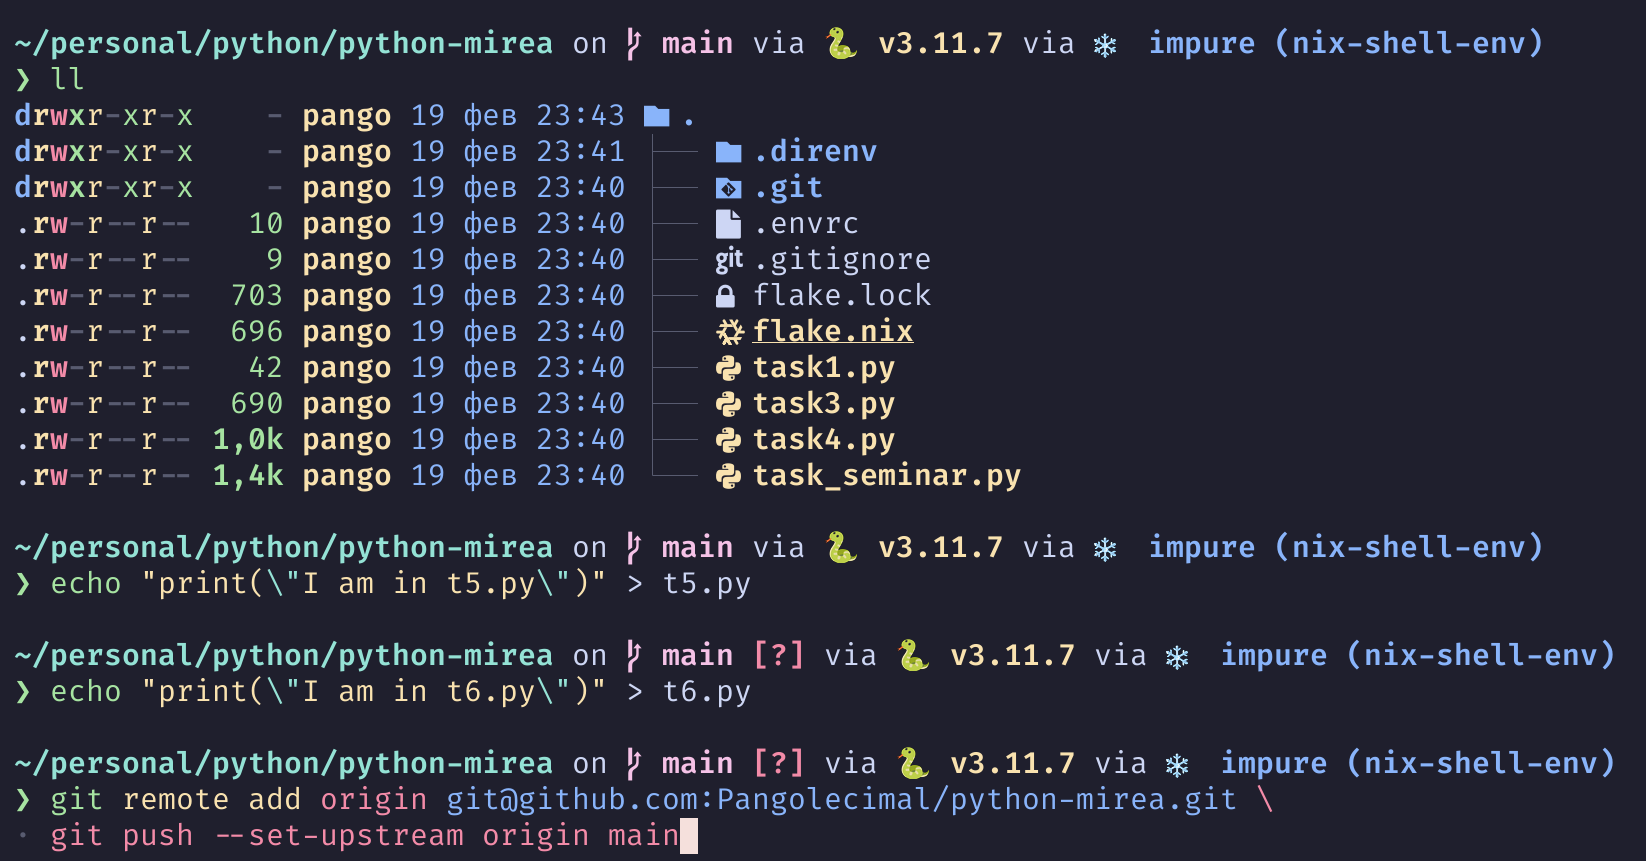 ~/personal/python/python-mirea on main via 🐍 v3.11.7 via ❄ impure (nix-shell-env)
❯ ll
drwxr-xr-x - pango 19 фев 23:43 .
drwxr-xr-x - pango 19 фев 23:41 .direnv
drwxr-xr-x - pango 19 фев 23:40 .git
.rw-r--r-- 10 pango 19 фев 23:40 .envrc
.rw-r--r-- 9 pango 19 фев 23:40 git .gitignore
.rw-r--r-- 703 pango 19 фев 23:40 flake.lock
.rw-r--r-- 696 pango 19 фев 23:40 flake.nix
.rw-r--r-- 42 pango 19 фев 23:40 task1.py
.rw-r--r-- 690 pango 19 фев 23:40 task3.py
.rw-r--r-- 1,0k pango 19 фев 23:40 task4.py
.rw-r--r-- 1,4k pango 19 фев 23:40 task_seminar.py
~/personal/python/python-mirea on main via 🐍 v3.11.7 via ❄ impure (nix-shell-env)
❯ echo "print(\"I am in t5.py\")" > t5.py
~/personal/python/python-mirea on main [?] via 🐍 v3.11.7 via ❄ impure (nix-shell-env)
❯ echo "print(\"I am in t6.py\")" > t6.py
~/personal/python/python-mirea on main [?] via 🐍 v3.11.7 via ❄ impure (nix-shell-env)
❯ git remote add origin git@github.com:Pangolecimal/python-mirea.git \
· git push --set-upstream origin main